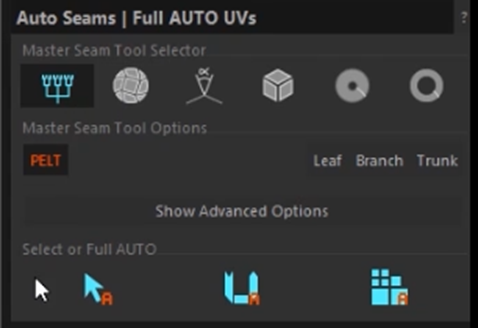 Auto Seams | Full AUTO UVs ?
Master Seam Tool Selector
Master Seam Tool Options
PELT Leaf Branch Trunk
Show Advanced Options
Select or Full AUTO
A A A